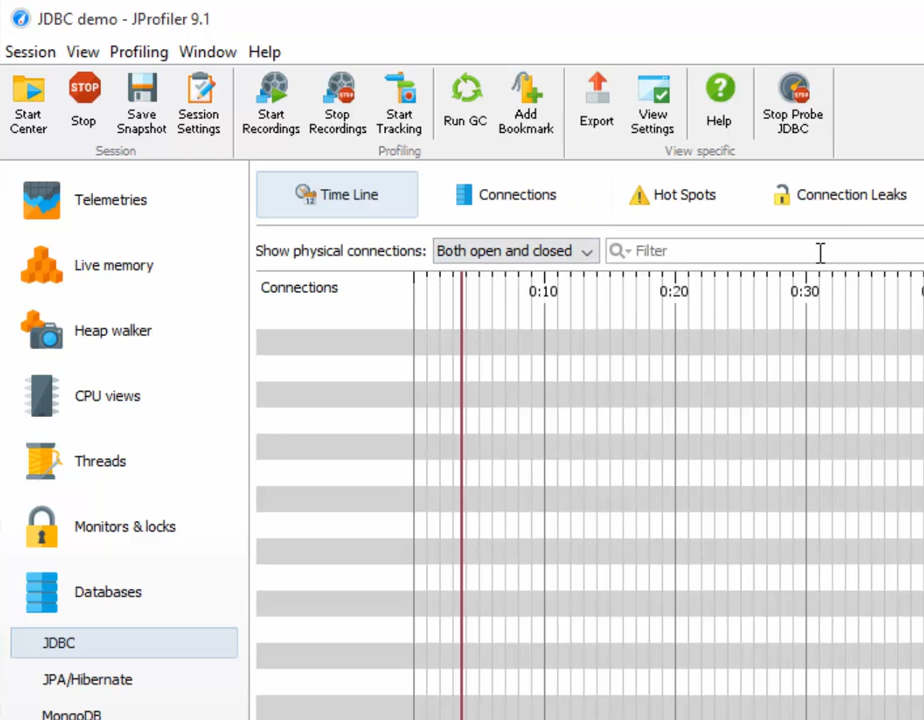 JDBC demo - JProfiler 9.1
Session View Profiling Window Help
Start Center
Stop
Save Snapshot
Session Settings
Start Recordings
Stop Recordings
Start Tracking
Run GC
Add Bookmark
Export
View Settings
Help
Stop Probe JDBC
Session
Profiling
View specific
Telemetries
Live memory
Heap walker
CPU views
Threads
Monitors & locks
Databases
JDBC
JPA/Hibernate
MongoDB
Time Line
Connections
Hot Spots
Connection Leaks
Show physical connections: Both open and closed Filter
Connections
0:10 0:20 0:30